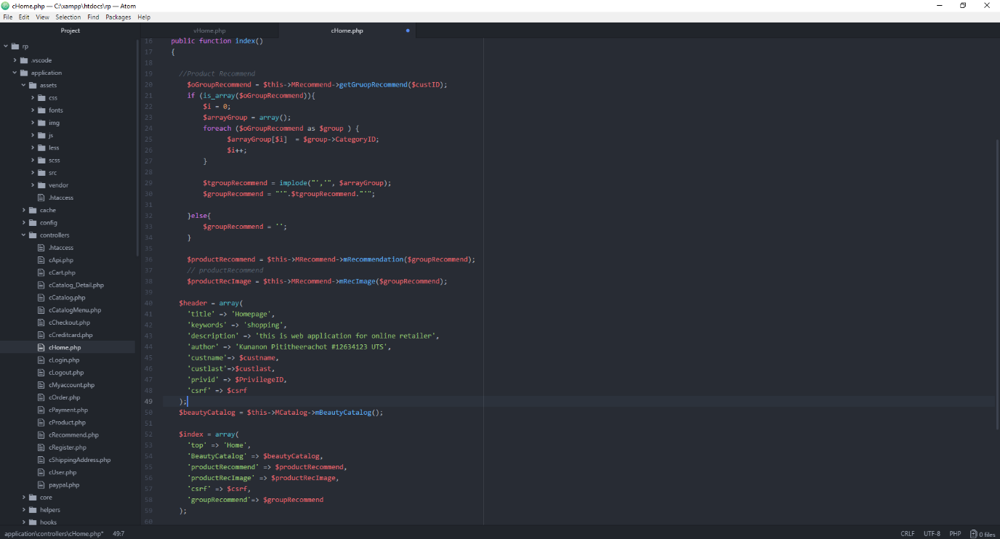 cHome.php — C:\xampp\htdocs\rp — Atom
File Edit View Selection Find Packages Help
Project
vHome.php
cHome.php
rp
.vscode
application
assets
css
fonts
img
js
less
scss
src
vendor
.htaccess
cache
config
controllers
.htaccess
cApi.php
cCart.php
cCatalog_Detail.php
cCatalog.php
cCatalogMenu.php
cCheckout.php
cCreditcard.php
cHome.php
cLogin.php
cLogout.php
cMyaccount.php
cOrder.php
cPayment.php
cProduct.php
cRecommend.php
cRegister.php
cShippingAddress.php
cUser.php
paypal.php
core
helpers
hooks
16 public function index()
17 {
18
19 //Product Recommend
20 $oGroupRecommend = $this->MRecommend->getGruopRecommend($custID);
21 if (is_array($oGroupRecommend)){
22 $i = 0;
23 $arrayGroup = array();
24 foreach ($oGroupRecommend as $group ) {
25 $arrayGroup[$i] = $group->CategoryID;
26 $i++;
27 }
28
29 $tgroupRecommend = implode("','", $arrayGroup);
30 $groupRecommend = "'".$tgroupRecommend."'";
31
32 }else{
33 $groupRecommend = '';
34 }
35
36 $productRecommend = $this->MRecommend->mRecommendation($groupRecommend);
37 // productRecommend
38 $productRecImage = $this->MRecommend->mRecImage($groupRecommend);
39
40 $header = array(
41 'title' => 'Homepage',
42 'keywords' => 'shopping',
43 'description' => 'this is web application for online retailer',
44 'author' => 'Kunanon Pititheerachot #12634123 UTS',
45 'custname'=> $custname,
46 'custlast'=>$custlast,
47 'privid' => $PrivilegeID,
48 'csrf' => $csrf
49 );
50 $beautyCatalog = $this->MCatalog->mBeautyCatalog();
51
52 $index = array(
53 'top' => 'Home',
54 'BeautyCatalog' => $beautyCatalog,
55 'productRecommend' => $productRecommend,
56 'productRecImage' => $productRecImage,
57 'csrf' => $csrf,
58 'groupRecommend'=> $groupRecommend
59 );
60
application\controllers\cHome.php* 49:7 CRLF UTF-8 PHP 0 files